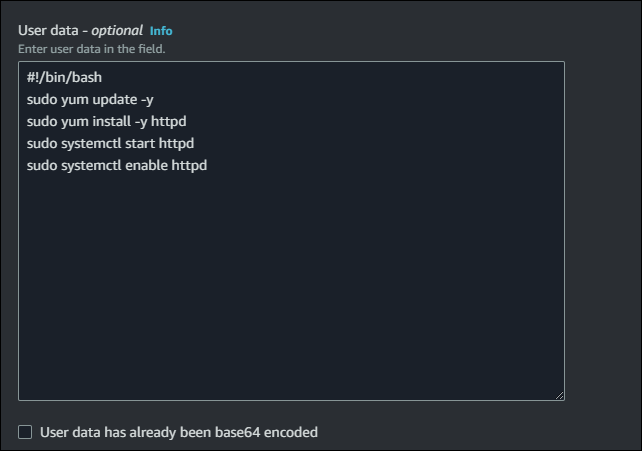 User data - optional Info
Enter user data in the field.
#!/bin/bash
sudo yum update -y
sudo yum install -y httpd
sudo systemctl start httpd
sudo systemctl enable httpd
User data has already been base64 encoded